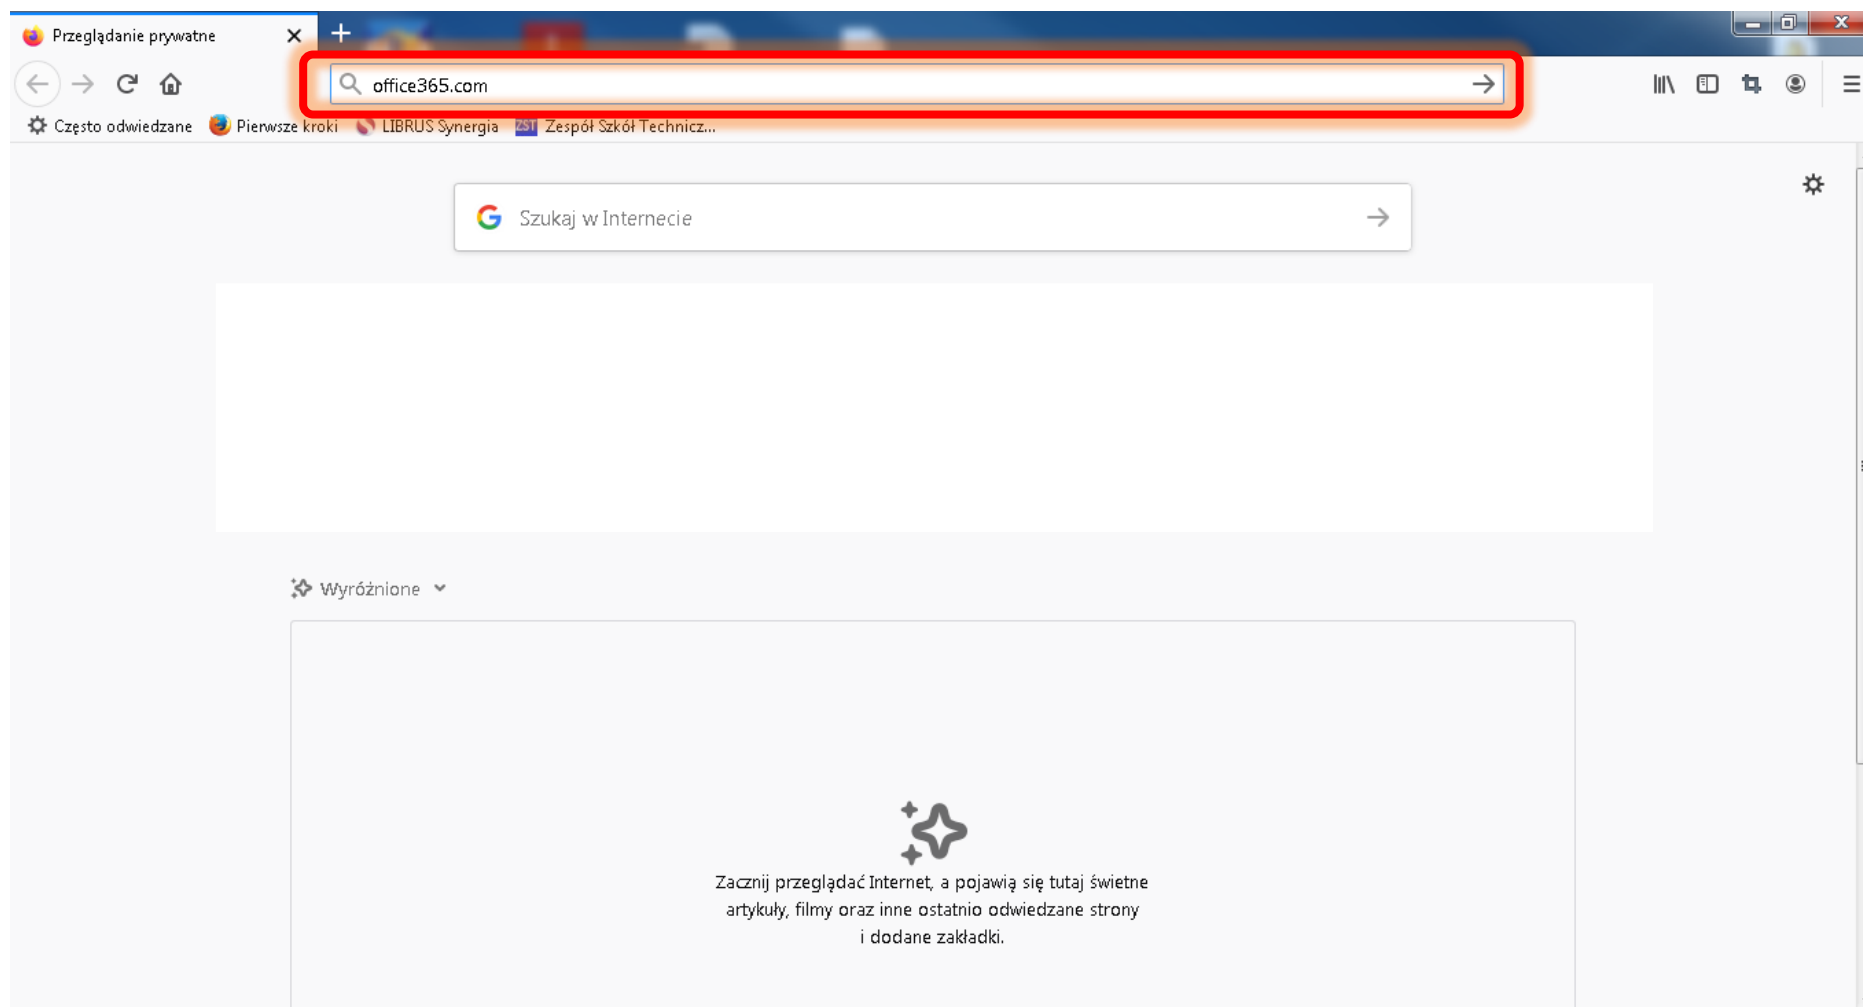 Przeglądanie prywatne
office365.com
Często odwiedzane Pierwsze kroki LIBRUS Synergia ZST Zespół Szkół Technicz...
Szukaj w Internecie
Wyróżnione
Zacznij przeglądać Internet, a pojawią się tutaj świetne
artykuły, filmy oraz inne ostatnio odwiedzane strony
i dodane zakładki.